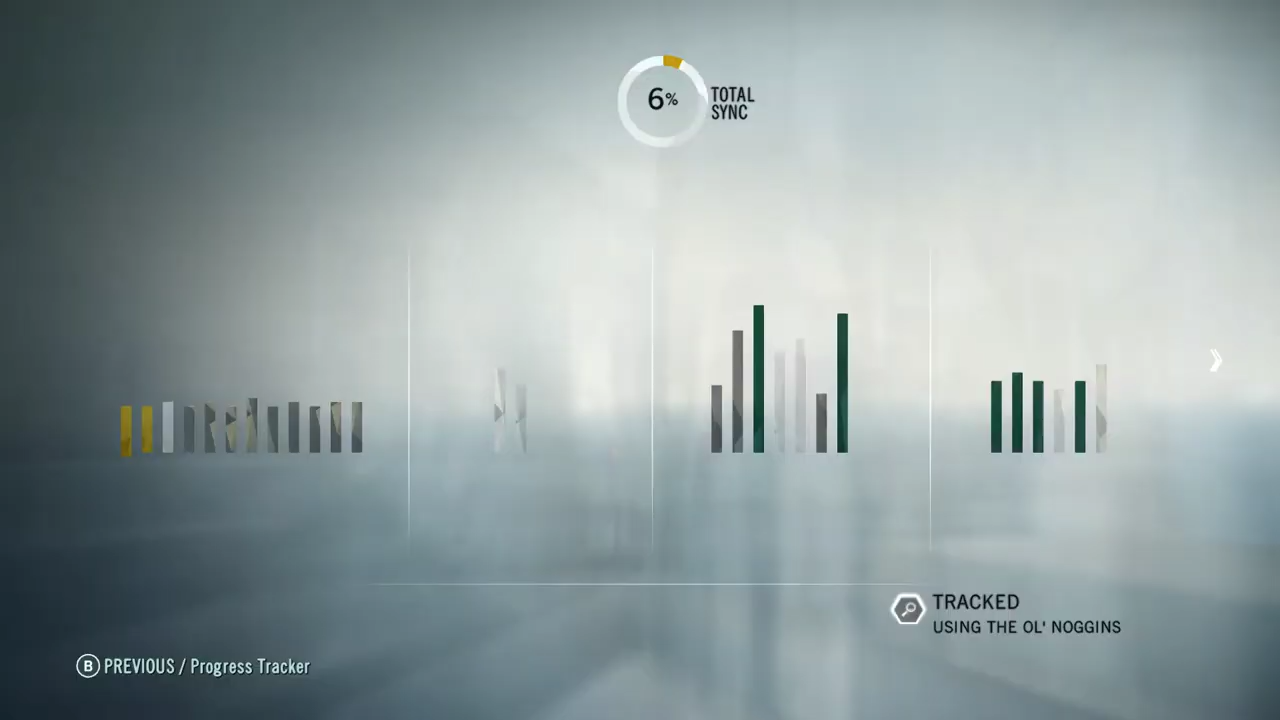 6%
TOTAL
SYNC
TRACKED
USING THE OL' NOGGINS
B PREVIOUS / Progress Tracker